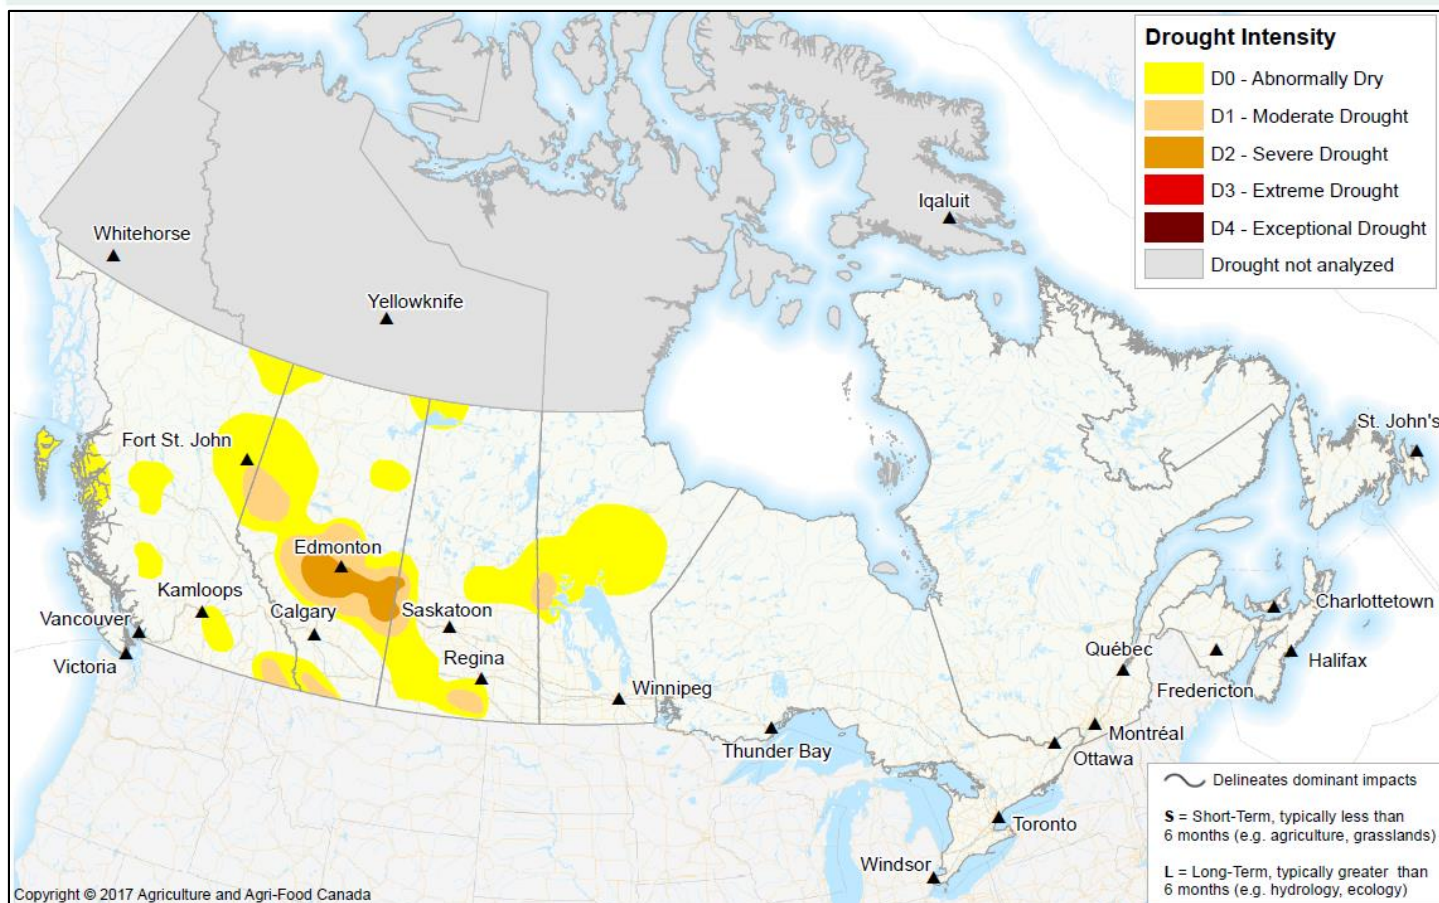 Drought Intensity
D0 - Abnormally Dry
D1 - Moderate Drought
D2 - Severe Drought
D3 - Extreme Drought
D4 - Exceptional Drought
Drought not analyzed
Iqaluit
Whitehorse
Yellowknife
St. John's
Fort St. John
Edmonton
Kamloops
Calgary
Saskatoon
Vancouver
Charlottetown
Victoria
Regina
Québec
Halifax
Winnipeg
Fredericton
Montréal
Thunder Bay
Ottawa
Toronto
Windsor
Delineates dominant impacts
S = Short-Term, typically less than
6 months (e.g. agriculture, grasslands)
L = Long-Term, typically greater than
6 months (e.g. hydrology, ecology)
Copyright © 2017 Agriculture and Agri-Food Canada